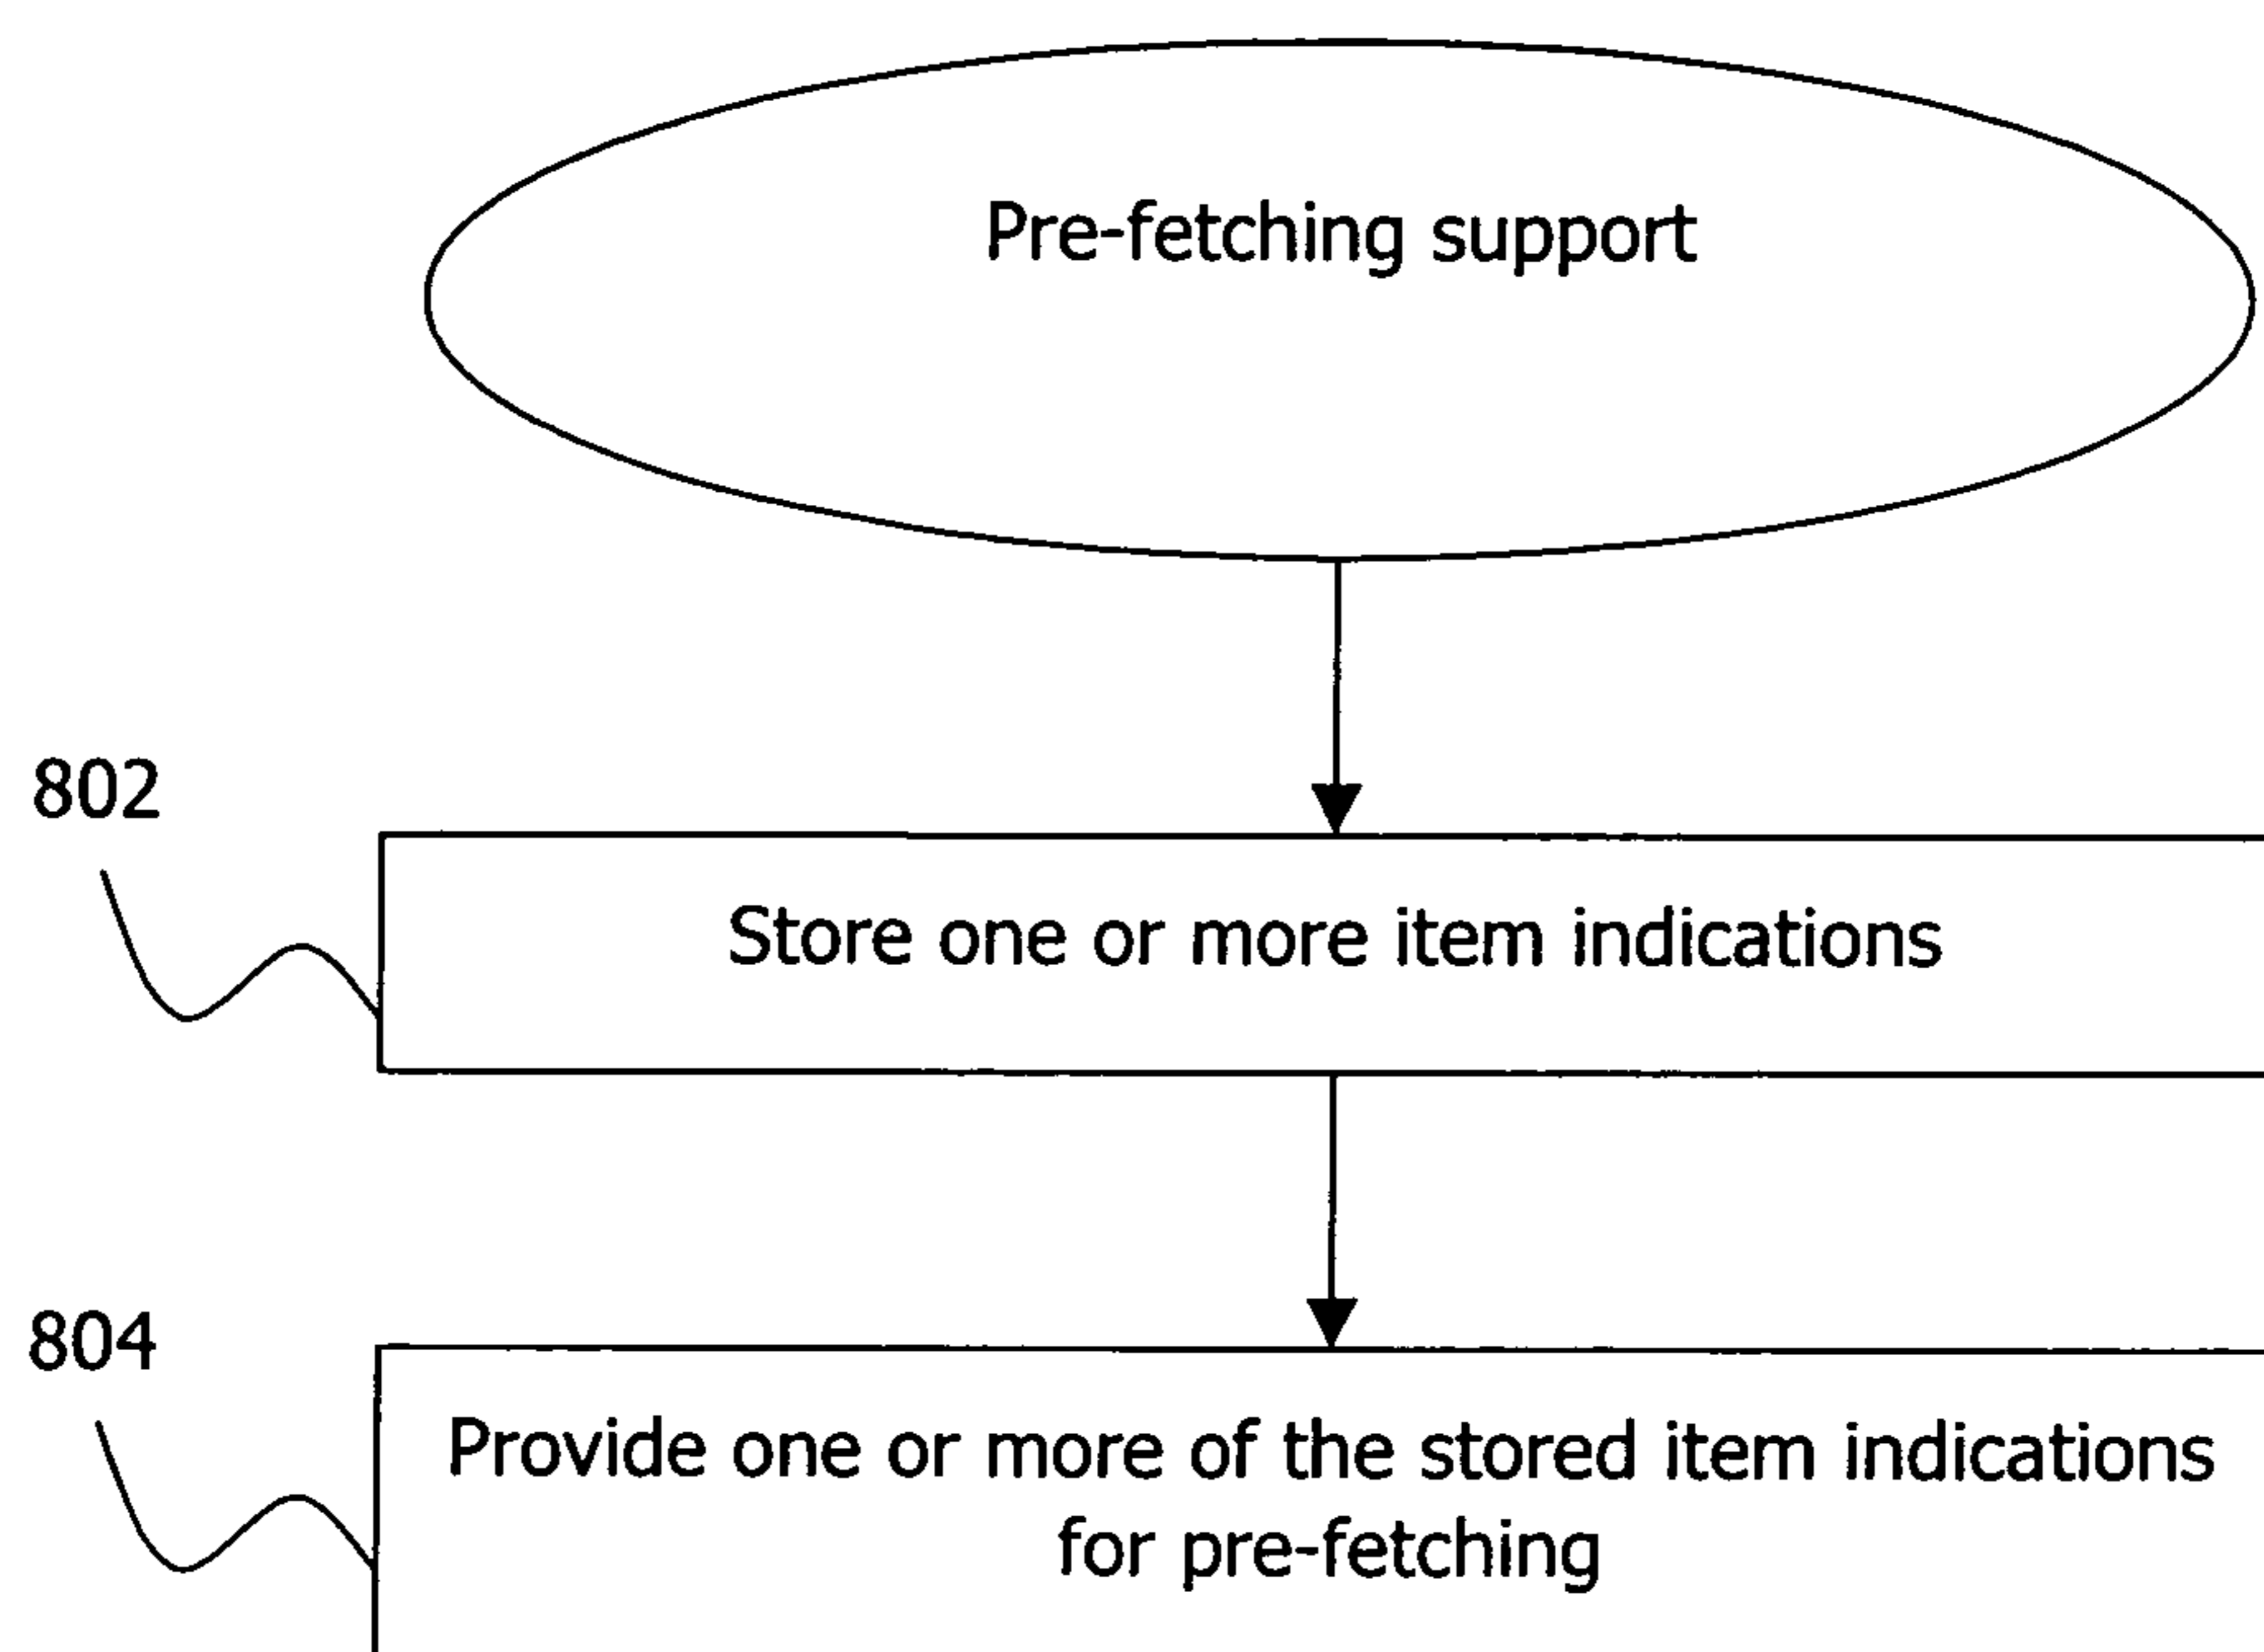 Pre-fetching support
802
Store one or more item indications
804
Provide one or more of the stored item indications
for pre-fetching